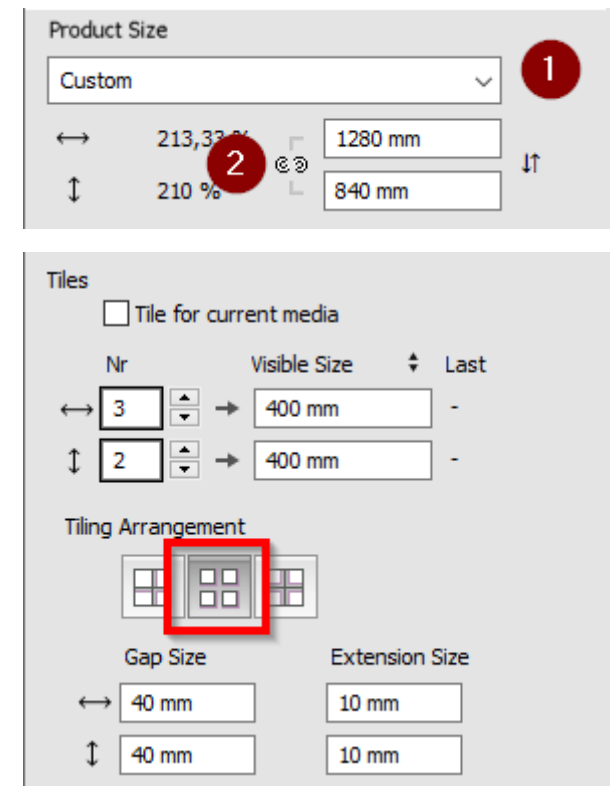 Product Size
Custom
1
213,33 %
2
1280 mm
210 %
840 mm
Tiles
Tile for current media
Nr Visible Size Last
3 400 mm -
2 400 mm -
Tiling Arrangement
Gap Size Extension Size
40 mm 10 mm
40 mm 10 mm